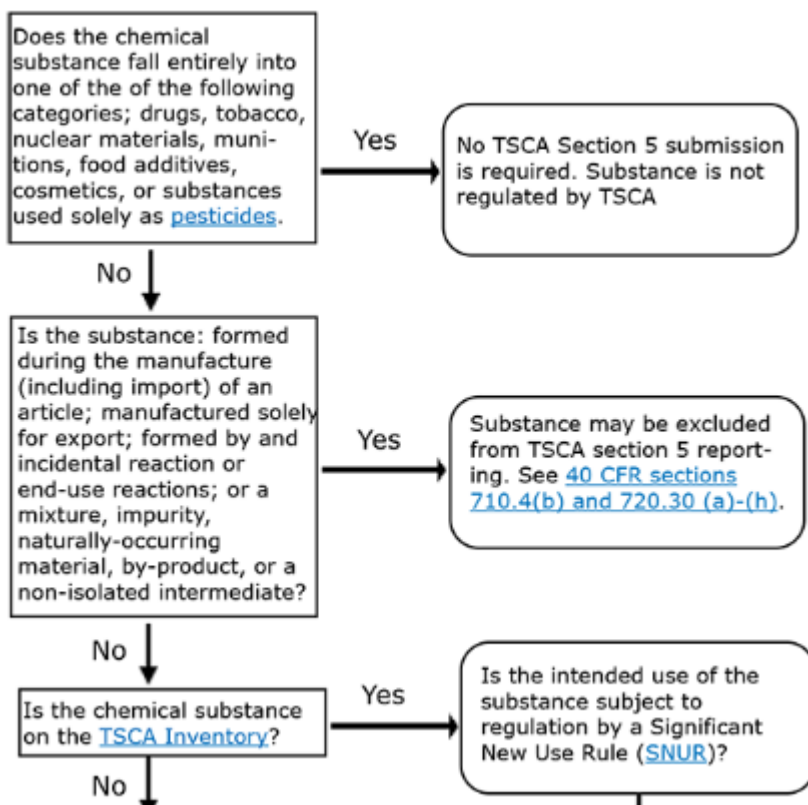 Does the chemical
substance fall entirely into
one of the of the following
categories; drugs, tobacco,
nuclear materials, muni-
tions, food additives,
cosmetics, or substances
used solely as pesticides.
Yes
No TSCA Section 5 submission
is required. Substance is not
regulated by TSCA
No
Is the substance: formed
during the manufacture
(including import) of an
article; manufactured solely
for export; formed by and
incidental reaction or
end-use reactions; or a
mixture, impurity,
naturally-occurring
material, by-product, or a
non-isolated intermediate?
Yes
Substance may be excluded
from TSCA section 5 report-
ing. See 40 CFR sections
710.4(b) and 720.30 (a)-(h).
No
Is the chemical substance
on the TSCA Inventory?
Yes
Is the intended use of the
substance subject to
regulation by a Significant
New Use Rule (SNUR)?
No